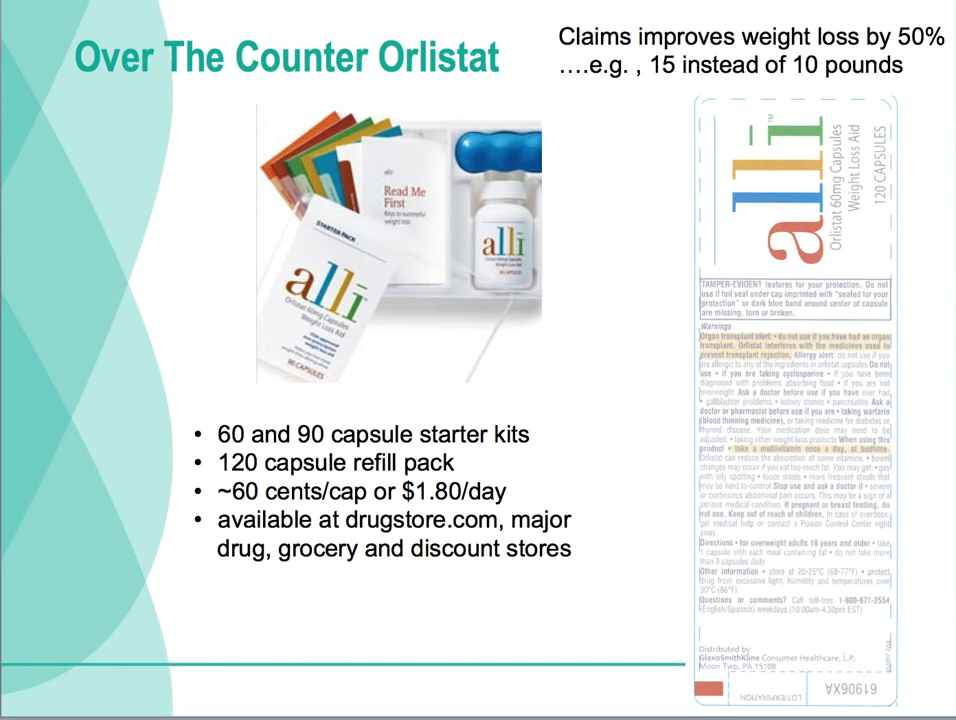 Over The Counter Orlistat
Claims improves weight loss by 50%
….e.g. , 15 instead of 10 pounds
alli
Read Me
First
Keys to successful
weight loss
STARTER PACK
alli
Orlistat 60mg Capsules
Weight Loss Aid
90 CAPSULES
alli
Orlistat 60mg Capsules
Weight Loss Aid
90 CAPSULES
• 60 and 90 capsule starter kits
• 120 capsule refill pack
• ~60 cents/cap or $1.80/day
• available at drugstore.com, major
drug, grocery and discount stores
alli™
Orlistat 60mg Capsules
Weight Loss Aid
120 CAPSULES
TAMPER-EVIDENT features for your protection. Do not
use if foil seal under cap imprinted with "sealed for your
protection" or dark blue band around center of capsule
are missing, torn or broken.
Warnings
Organ transplant alert: • do not use if you have had an organ
transplant. Orlistat interferes with the medicines used to
prevent transplant rejection. Allergy alert: do not use if you
are allergic to any of the ingredients in orlistat capsules Do not
use • if you are taking cyclosporine • if you have been
diagnosed with problems absorbing food • if you are not
overweight Ask a doctor before use if you have ever had
• gallbladder problems • kidney stones • pancreatitis Ask a
doctor or pharmacist before use if you are • taking warfarin
(blood thinning medicine), or taking medicine for diabetes or
thyroid disease. Your medication dose may need to be
adjusted. • taking other weight loss products When using this
product • take a multivitamin once a day, at bedtime.
Orlistat can reduce the absorption of some vitamins. • bowel
changes may occur if you eat too much fat. You may get: • gas
with oily spotting • loose stools • more frequent stools that
may be hard to control Stop use and ask a doctor if • severe
or continuous abdominal pain occurs. This may be a sign of a
serious medical condition. If pregnant or breast feeding, do
not use. Keep out of reach of children. In case of overdose,
get medical help or contact a Poison Control Center right
away.
Directions • for overweight adults 18 years and older • take
1 capsule with each meal containing fat • do not take more
than 3 capsules daily
Other information • store at 20-25°C (68-77°F) • protect
drug from excessive light, humidity and temperatures over
30°C (86°F)
Questions or comments? Call toll-free 1-800-671-2554
(English/Spanish) weekdays (10:00am-4:30pm EST)
Distributed by:
GlaxoSmithKline Consumer Healthcare, L.P.
Moon Twp, PA 15108
LOT/EXPIRATION
61906XA